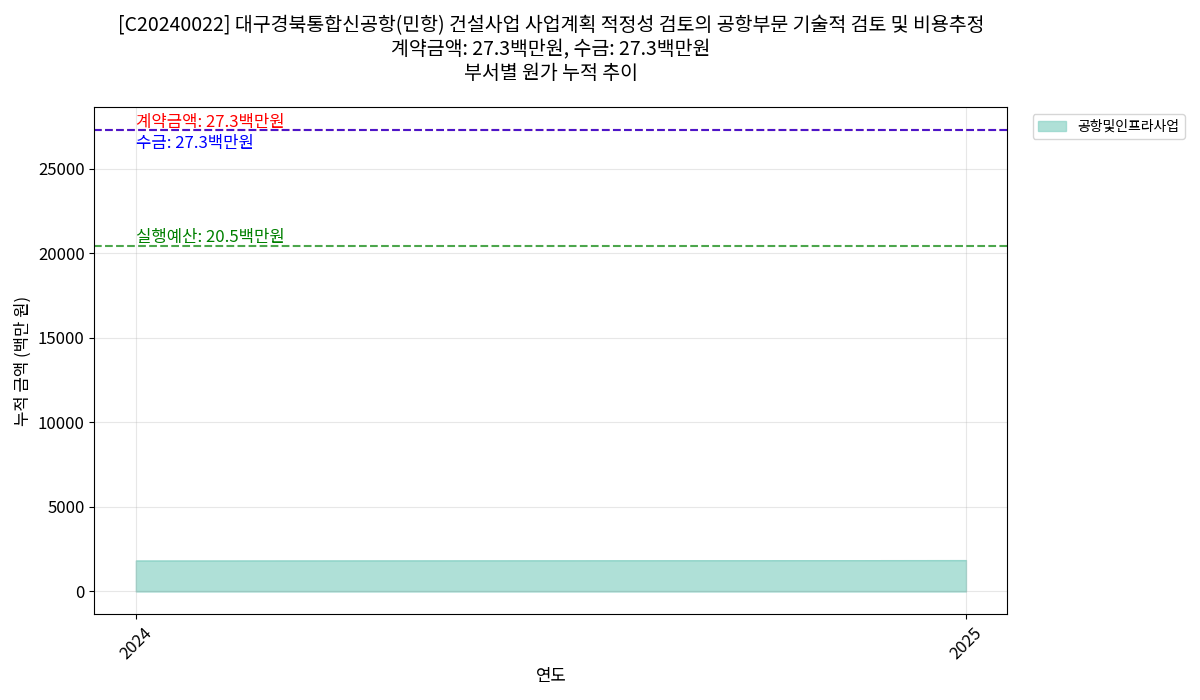 [C20240022] 대구경북통합신공항(민항) 건설사업 사업계획 적정성 검토의 공항부문 기술적 검토 및 비용추정
계약금액: 27.3백만원, 수금: 27.3백만원
부서별 원가 누적 추이
계약금액: 27.3백만원
수금: 27.3백만원
실행예산: 20.5백만원
공항및인프라사업
누적 금액 (백만 원)
25000
20000
15000
10000
5000
0
2024
2025
연도